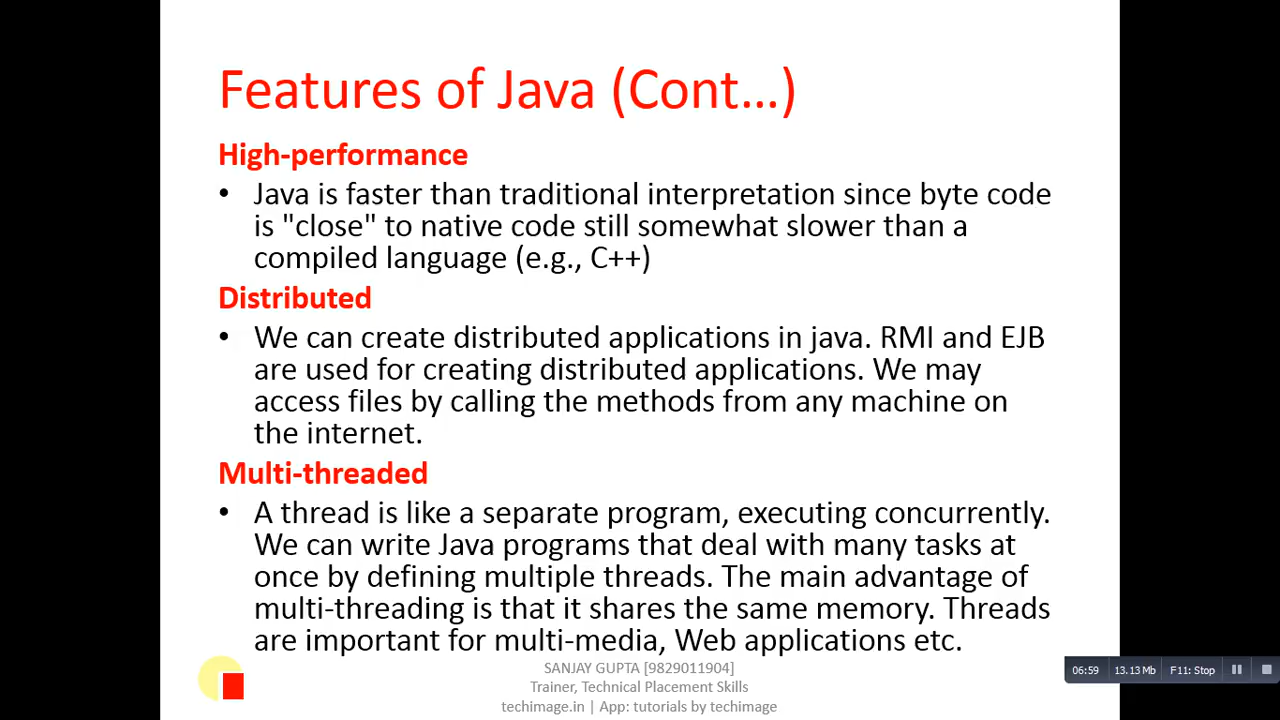 Features of Java (Cont...)
High-performance
• Java is faster than traditional interpretation since byte code
is "close" to native code still somewhat slower than a
compiled language (e.g., C++)
Distributed
• We can create distributed applications in java. RMI and EJB
are used for creating distributed applications. We may
access files by calling the methods from any machine on
the internet.
Multi-threaded
• A thread is like a separate program, executing concurrently.
We can write Java programs that deal with many tasks at
once by defining multiple threads. The main advantage of
multi-threading is that it shares the same memory. Threads
are important for multi-media, Web applications etc.
SANJAY GUPTA [9829011904]
Trainer, Technical Placement Skills
techimage.in | App: tutorials by techimage
06:59 13.13 Mb F11: Stop